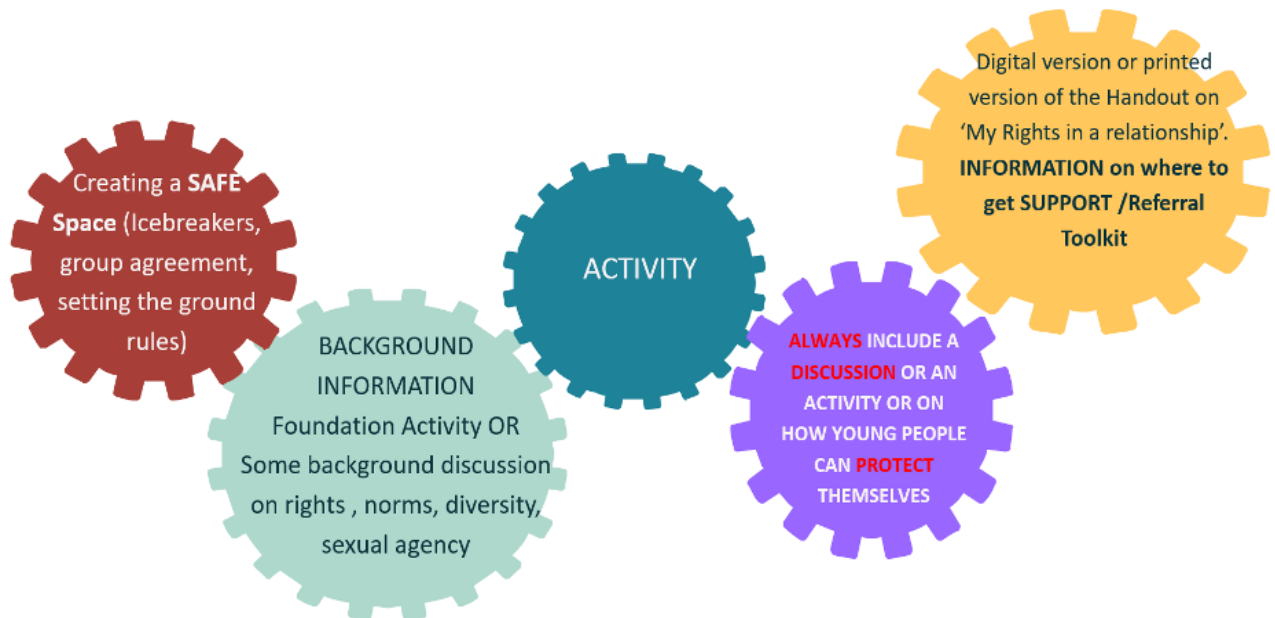 Creating a SAFE
Space (Icebreakers,
group agreement,
setting the ground
rules)
BACKGROUND
INFORMATION
Foundation Activity OR
Some background discussion
on rights , norms, diversity,
sexual agency
ACTIVITY
ALWAYS INCLUDE A
DISCUSSION OR AN
ACTIVITY OR ON
HOW YOUNG PEOPLE
CAN PROTECT
THEMSELVES
Digital version or printed
version of the Handout on
‘My Rights in a relationship’.
INFORMATION on where to
get SUPPORT /Referral
Toolkit